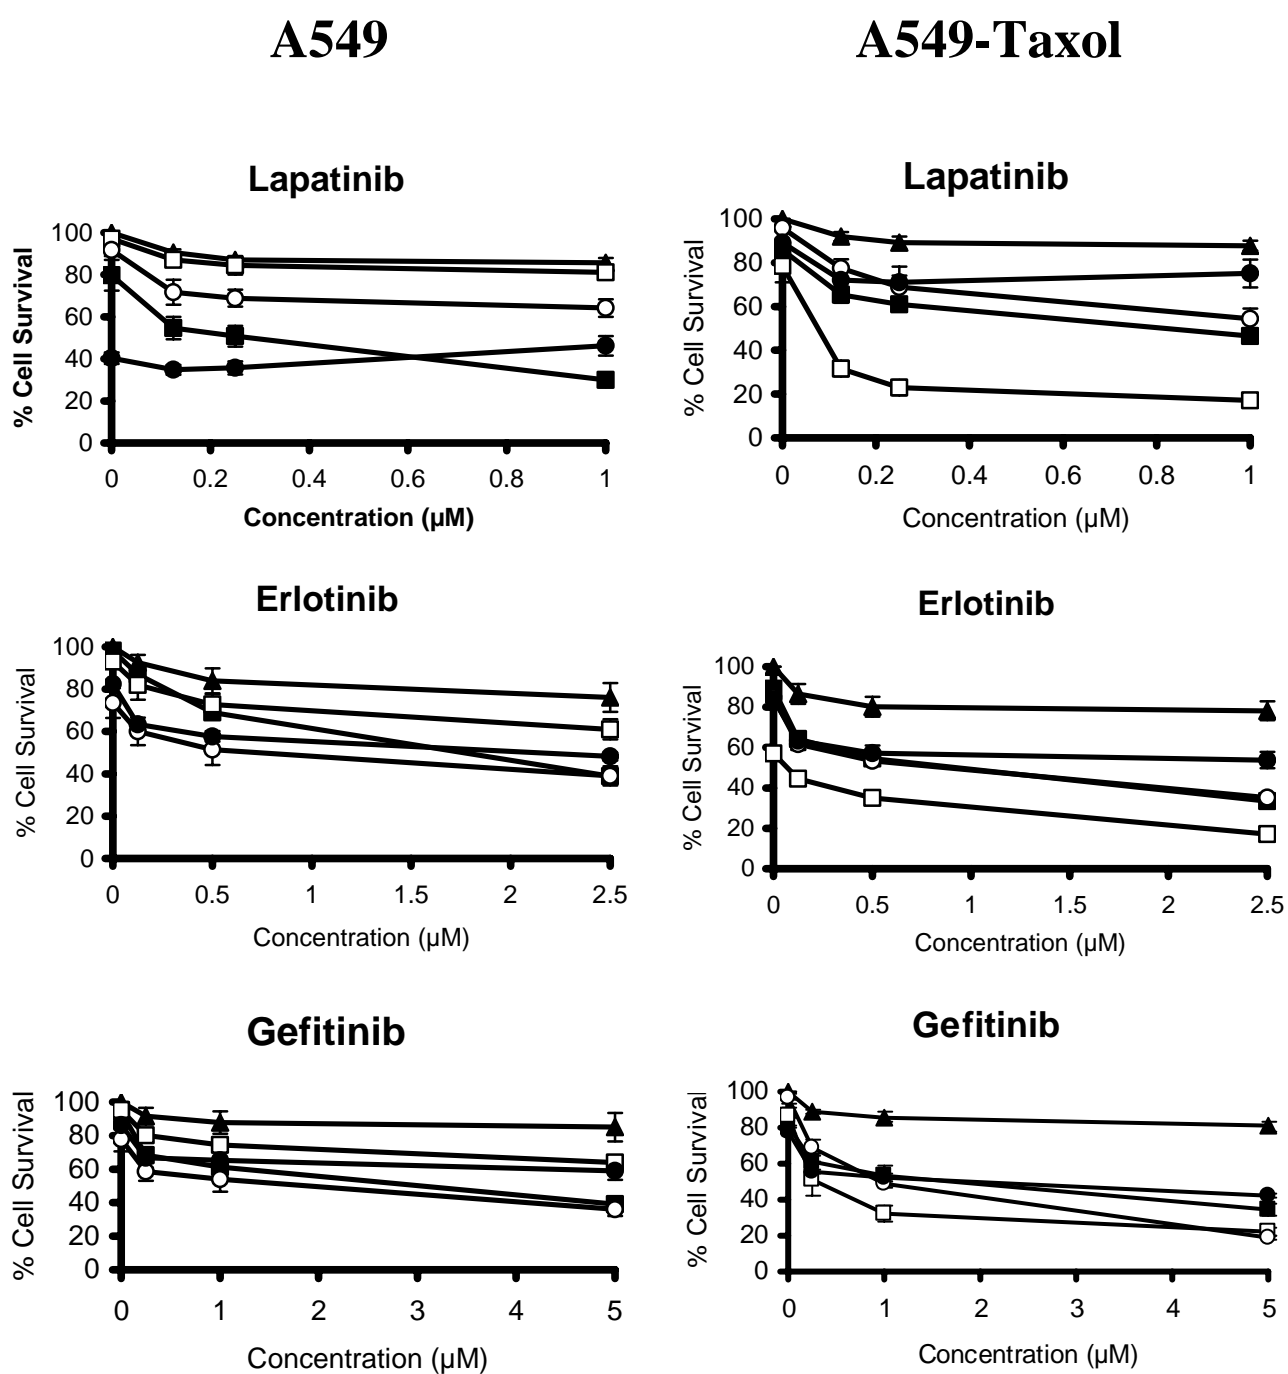 A549
A549-Taxol
Lapatinib
% Cell Survival
100
80
60
40
20
0
0 0.2 0.4 0.6 0.8 1
Concentration (µM)
Lapatinib
% Cell Survival
100
80
60
40
20
0
0 0.2 0.4 0.6 0.8 1
Concentration (µM)
Erlotinib
% Cell Survival
100
80
60
40
20
0
0 0.5 1 1.5 2 2.5
Concentration (µM)
Erlotinib
% Cell Survival
100
80
60
40
20
0
0 0.5 1 1.5 2 2.5
Concentration (µM)
Gefitinib
% Cell Survival
100
80
60
40
20
0
0 1 2 3 4 5
Concentration (µM)
Gefitinib
% Cell Survival
100
80
60
40
20
0
0 1 2 3 4 5
Concentration (µM)